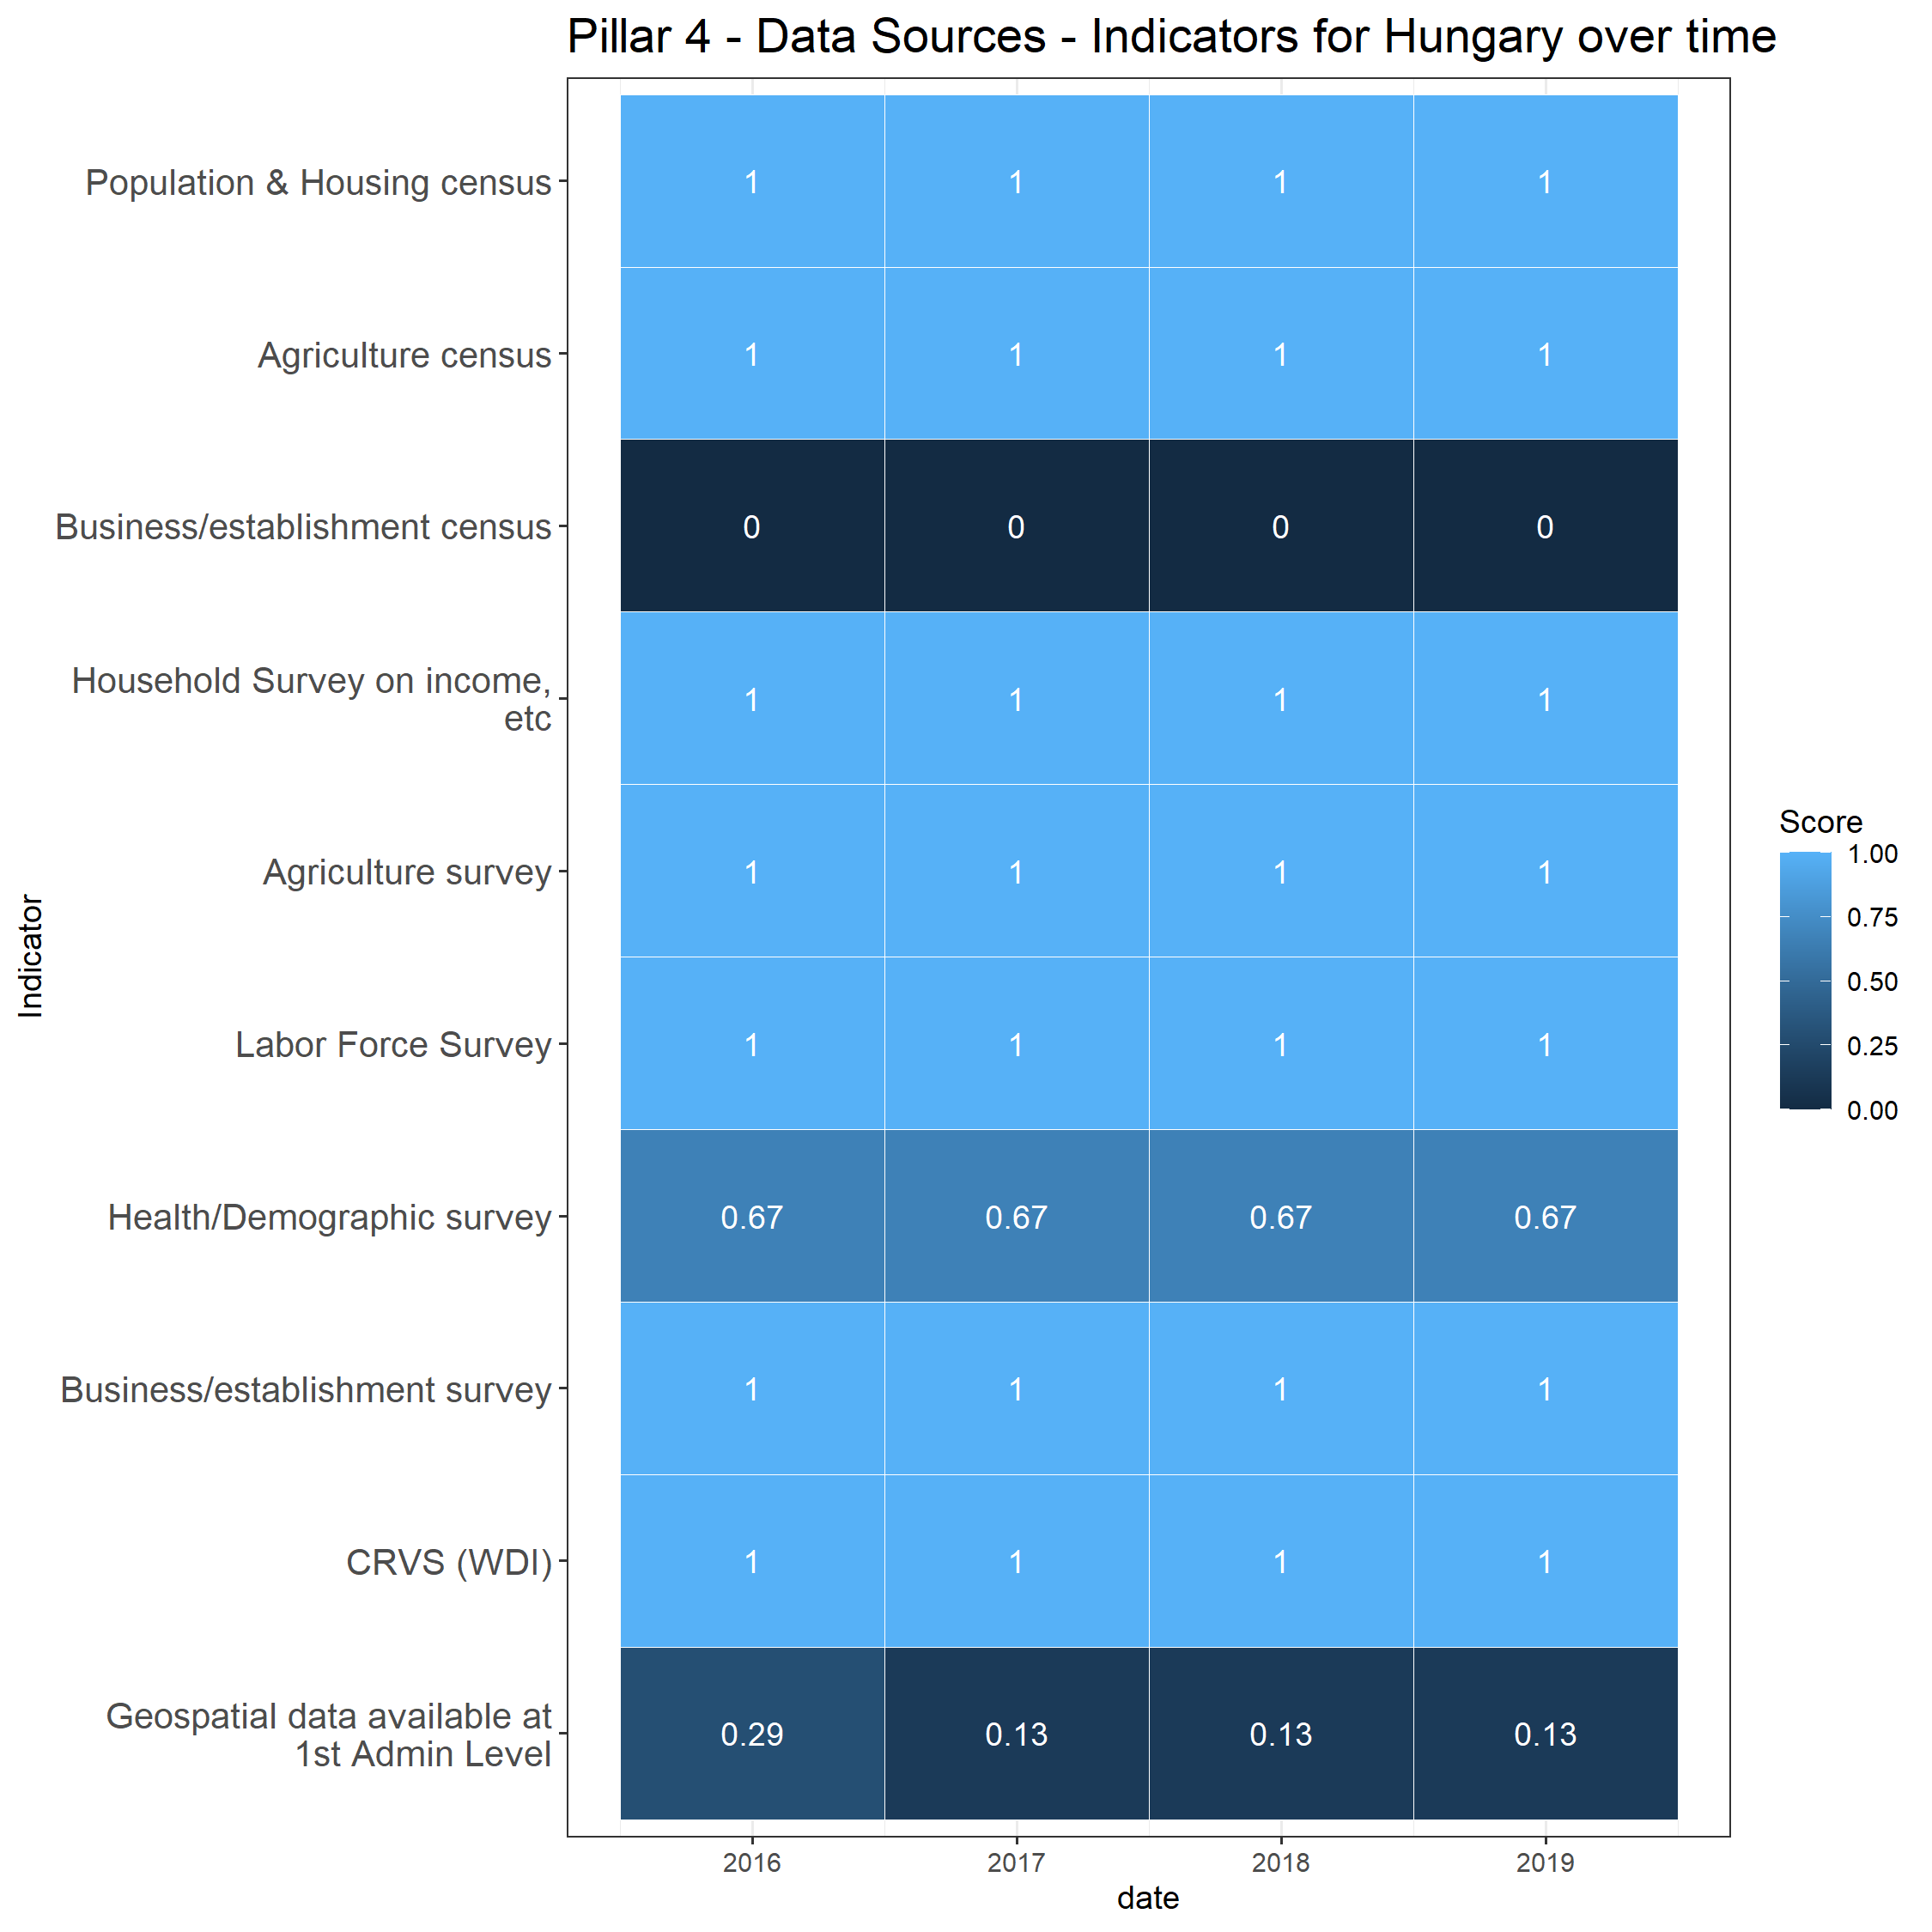 Pillar 4 - Data Sources - Indicators for Hungary over time
Population & Housing census
1 1 1 1
Agriculture census
1 1 1 1
Business/establishment census
0 0 0 0
Household Survey on income,
etc
1 1 1 1
Agriculture survey
1 1 1 1
Labor Force Survey
1 1 1 1
Health/Demographic survey
0.67 0.67 0.67 0.67
Business/establishment survey
1 1 1 1
CRVS (WDI)
1 1 1 1
Geospatial data available at
1st Admin Level
0.29 0.13 0.13 0.13
Indicator
2016 2017 2018 2019
date
Score
1.00
0.75
0.50
0.25
0.00